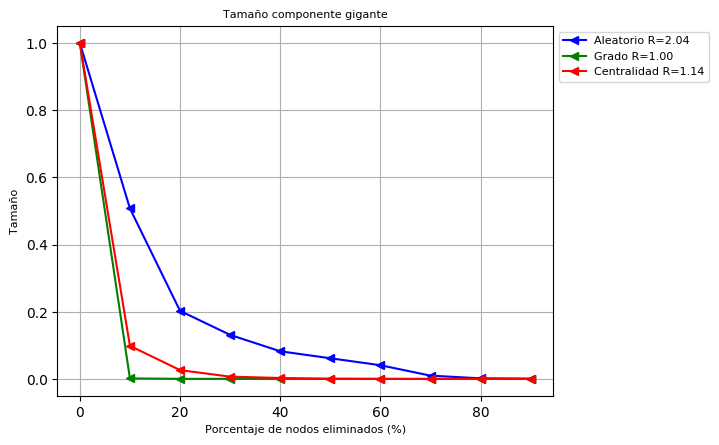 Tamaño componente gigante
1.0
0.8
0.6
0.4
0.2
0.0
Tamaño
0 20 40 60 80
Porcentaje de nodos eliminados (%)
Aleatorio R=2.04
Grado R=1.00
Centralidad R=1.14